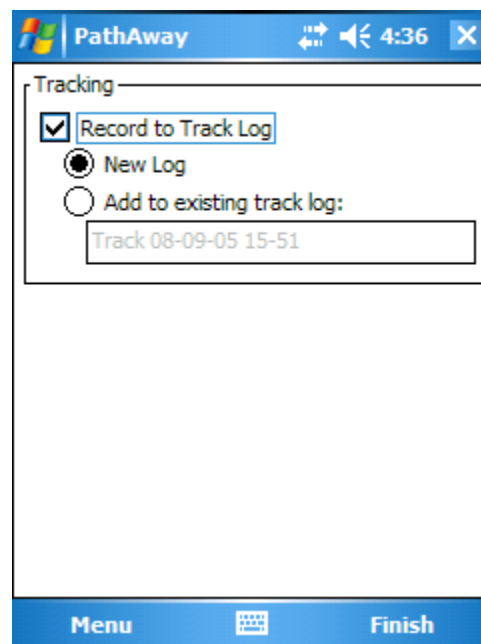 PathAway 4:36
Tracking
Record to Track Log
New Log
Add to existing track log:
Track 08-09-05 15-51
Menu Finish